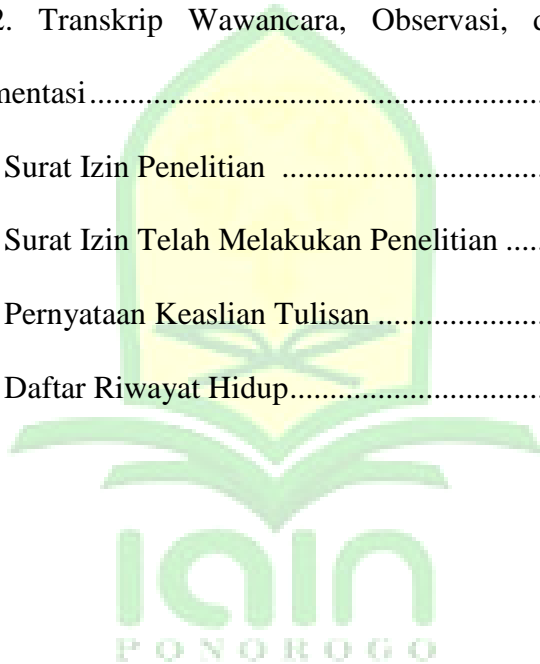 2. Transkrip Wawancara, Observasi, d
mentasi..........................................................
Surat Izin Penelitian ................................
Surat Izin Telah Melakukan Penelitian .....
Pernyataan Keaslian Tulisan ....................
Daftar Riwayat Hidup...............................
iain
PONOROGO